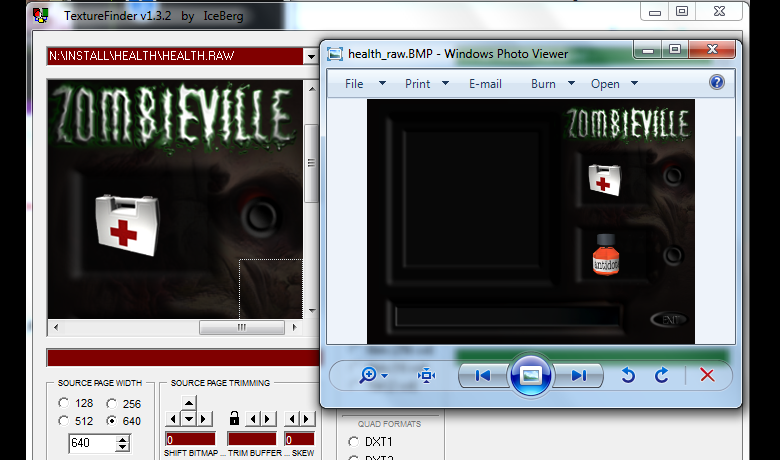 TextureFinder v1.3.2 by IceBerg
N:\INSTALL\HEALTH\HEALTH.RAW
ZOMBIEVILLE
health_raw.BMP - Windows Photo Viewer
File Print E-mail Burn Open
ZOMBIEVILLE
Antidot
EXIT
SOURCE PAGE WIDTH
128 256
512 640
640
SOURCE PAGE TRIMMING
0 0
SHIFT BITMAP ... TRIM BUFFER ... SKEW
QUAD FORMATS
DXT1